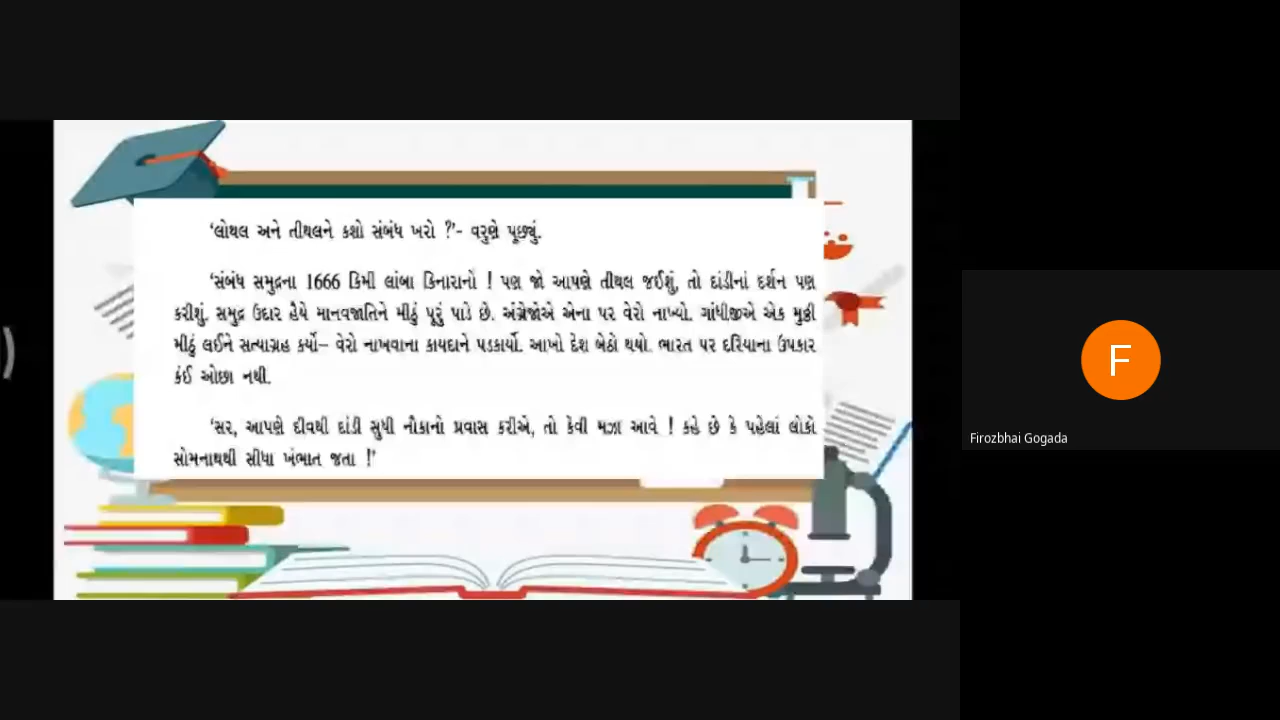 ‘લોથલ અને તીથલને કશો સંબંધ ખરો ?’- વરુણે પૂછ્યું.
‘સંબંધ સમુદ્રના 1666 કિમી લાંબા કિનારાનો ! પણ જો આપણે તીથલ જઈશું, તો દાંડીનાં દર્શન પણ
કરીશું. સમુદ્ર ઉદાર હૈયે માનવજાતિને મીઠું પૂરું પાડે છે. અંગ્રેજોએ એના પર વેરો નાખ્યો. ગાંધીજીએ એક મુઠ્ઠી
મીઠું લઈને સત્યાગ્રહ કર્યો– વેરો નાખવાના કાયદાને પડકાર્યો. આખો દેશ બેઠો થયો. ભારત પર દરિયાના ઉપકાર
કંઈ ઓછા નથી.
‘સર, આપણે દીવથી દાંડી સુધી નૌકાનો પ્રવાસ કરીએ, તો કેવી મઝા આવે ! કહે છે કે પહેલાં લોકો
સોમનાથથી સીધા ખંભાત જતા !’
F
Firozbhai Gogada